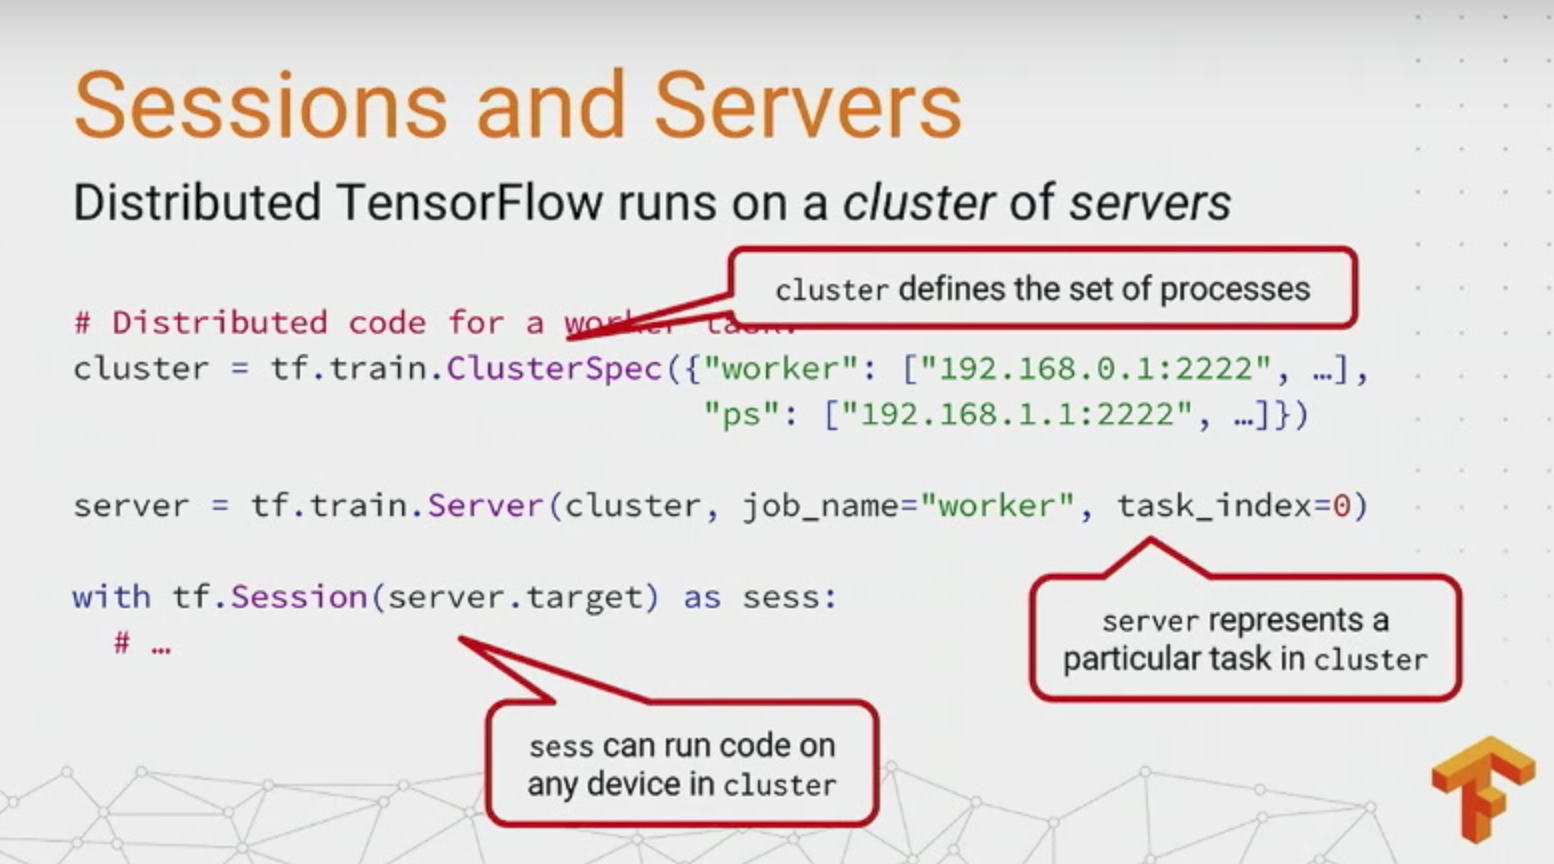 Sessions and Servers
Distributed TensorFlow runs on a cluster of servers
cluster defines the set of processes
# Distributed code for a worker task.
cluster = tf.train.ClusterSpec({"worker": ["192.168.0.1:2222", …],
"ps": ["192.168.1.1:2222", …]})
server = tf.train.Server(cluster, job_name="worker", task_index=0)
with tf.Session(server.target) as sess:
# …
server represents a
particular task in cluster
sess can run code on
any device in cluster